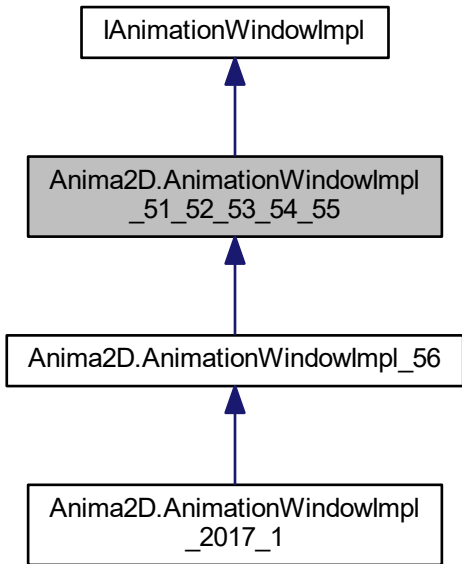 IAnimationWindowImpl
Anima2D.AnimationWindowImpl
_51_52_53_54_55
Anima2D.AnimationWindowImpl_56
Anima2D.AnimationWindowImpl
_2017_1